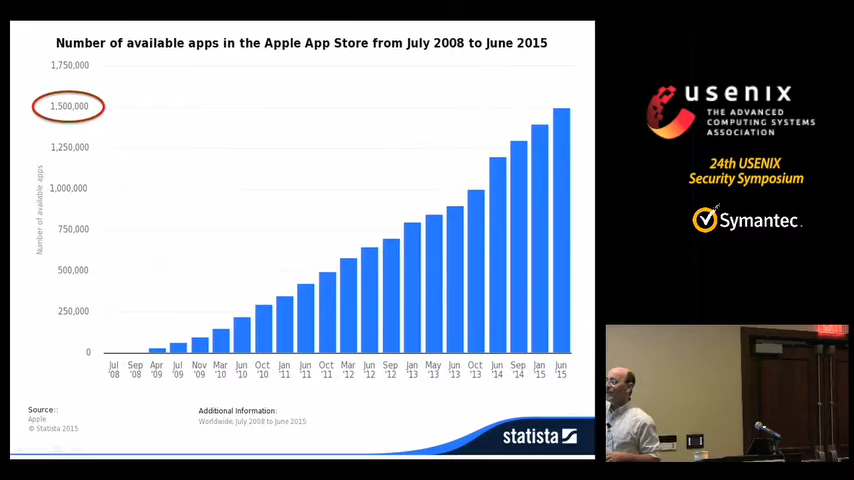 Number of available apps in the Apple App Store from July 2008 to June 2015
1,750,000
1,500,000
1,250,000
1,000,000
750,000
500,000
250,000
0
Number of available apps
Jul Sep Apr Jul Nov Mar Jun Oct Jan Jun Oct Mar Jun Sep Jan May Jun Oct Jun Sep Jan Jun
'08 '08 '09 '09 '09 '10 '10 '10 '11 '11 '11 '12 '12 '12 '13 '13 '13 '13 '14 '14 '15 '15
Source::
Apple
© Statista 2015
Additional Information:
Worldwide; July 2008 to June 2015
statista
usenix
THE ADVANCED
COMPUTING SYSTEMS
ASSOCIATION
24th USENIX
Security Symposium
Symantec.